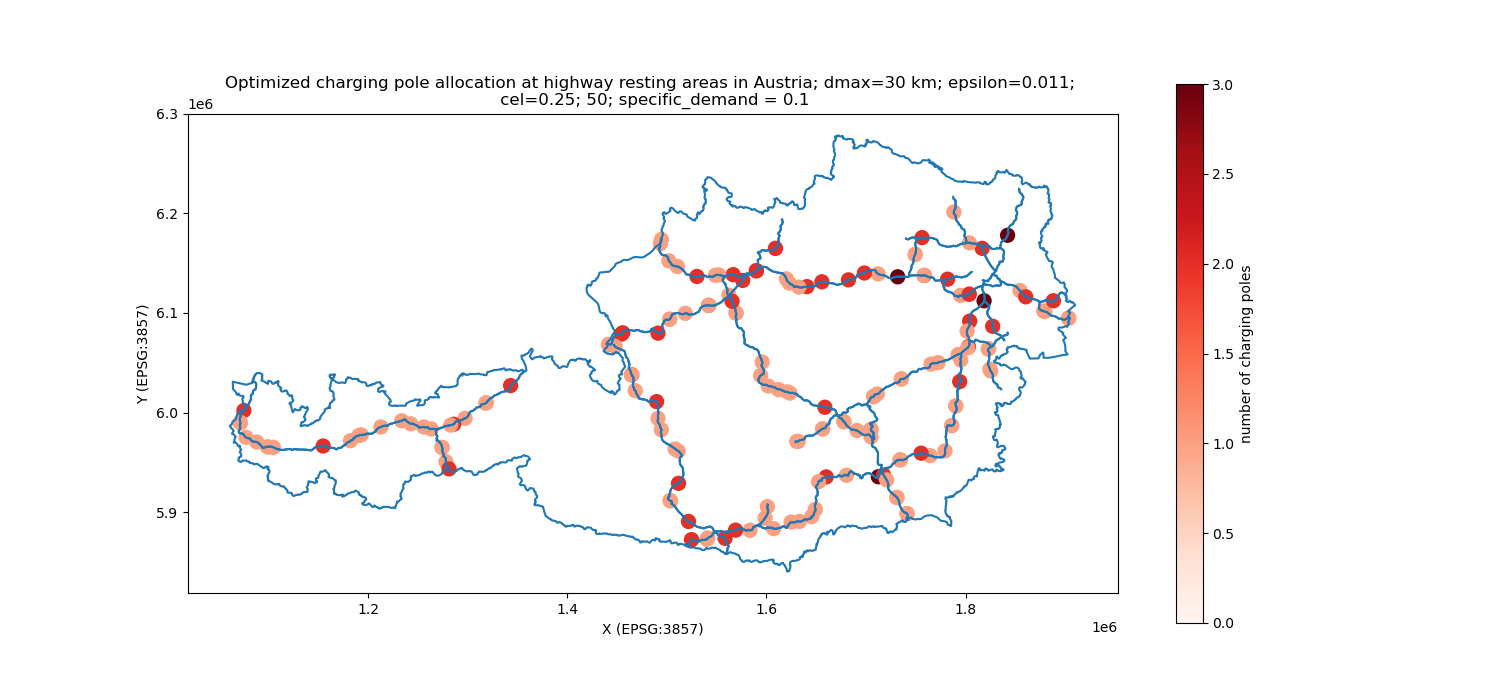 Optimized charging pole allocation at highway resting areas in Austria; dmax=30 km; epsilon=0.011;
cel=0.25; 50; specific_demand = 0.1
1e6
6.3
6.2
6.1
6.0
5.9
Y (EPSG:3857)
1.2
1.4
1.6
1.8
X (EPSG:3857)
1e6
3.0
2.5
2.0
1.5
1.0
0.5
0.0
number of charging poles